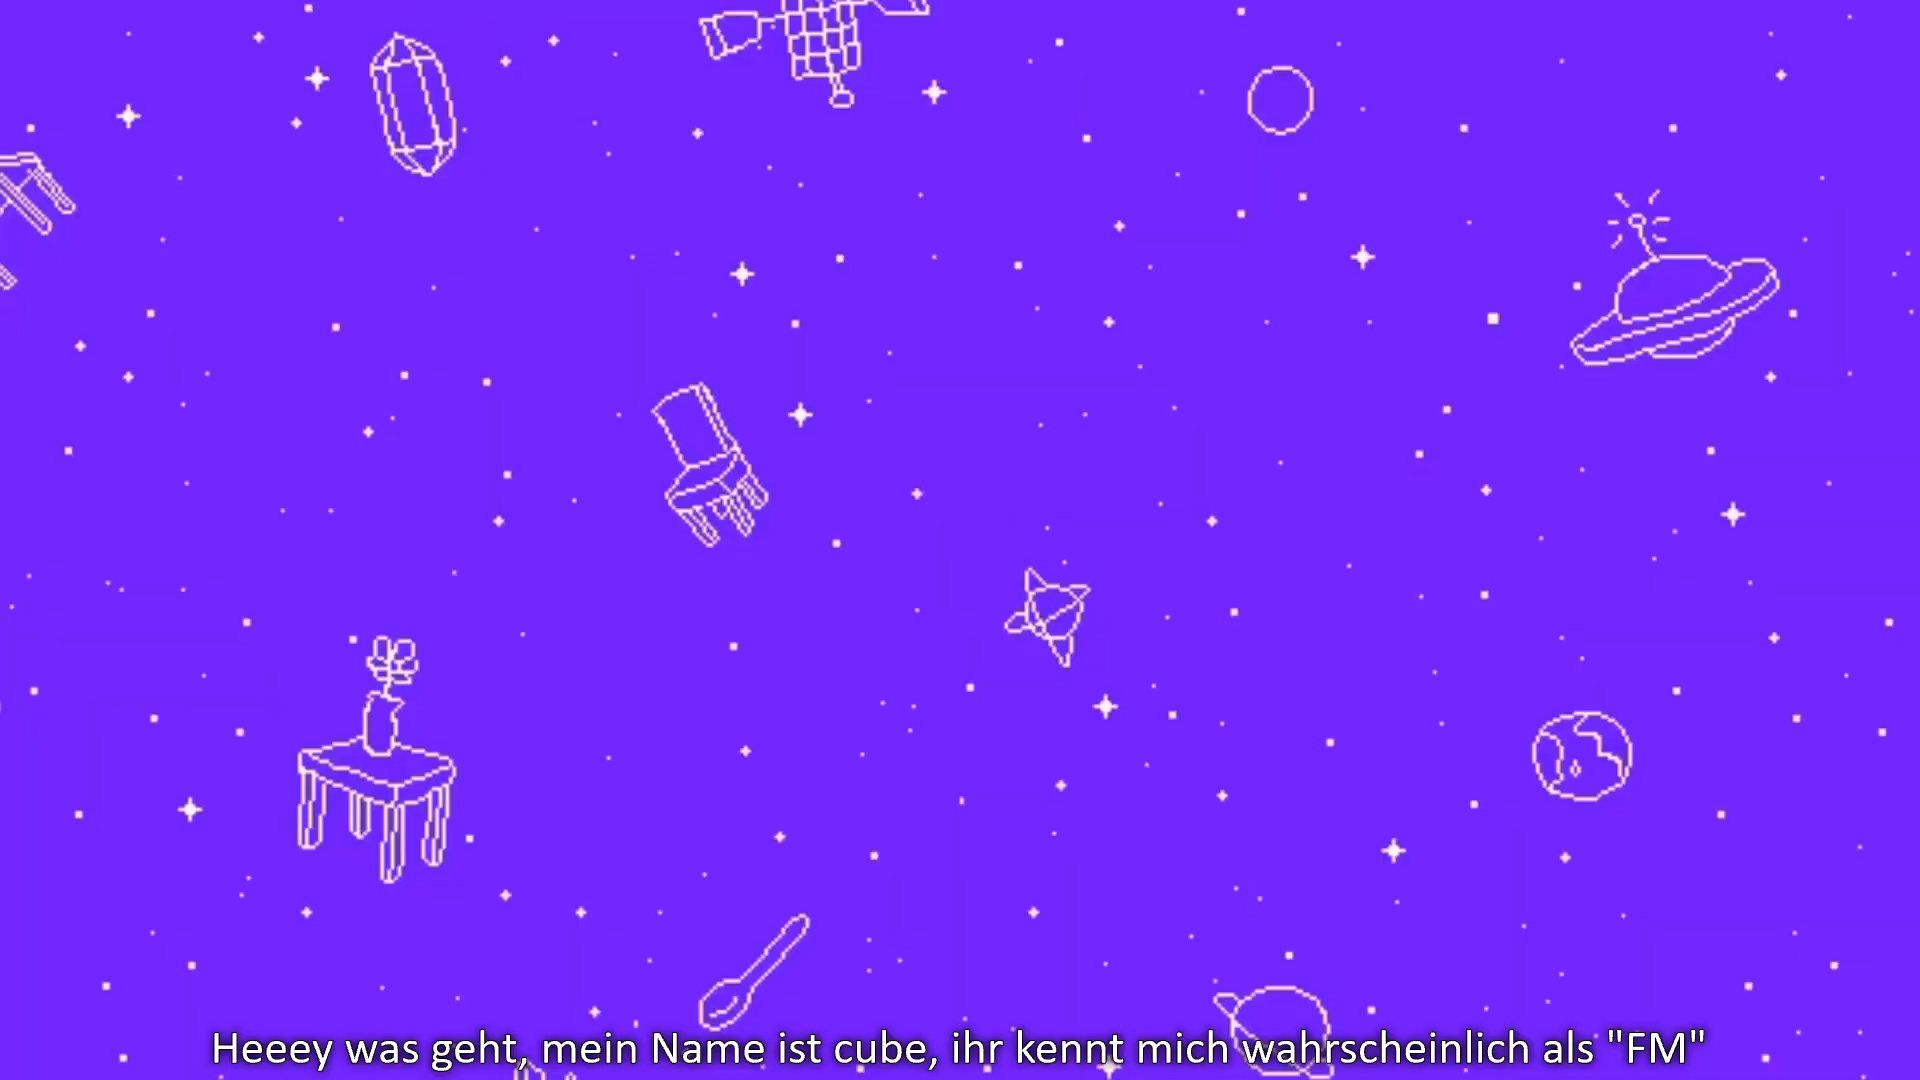 Heeey was geht, mein Name ist cube, ihr kennt mich wahrscheinlich als "FM"